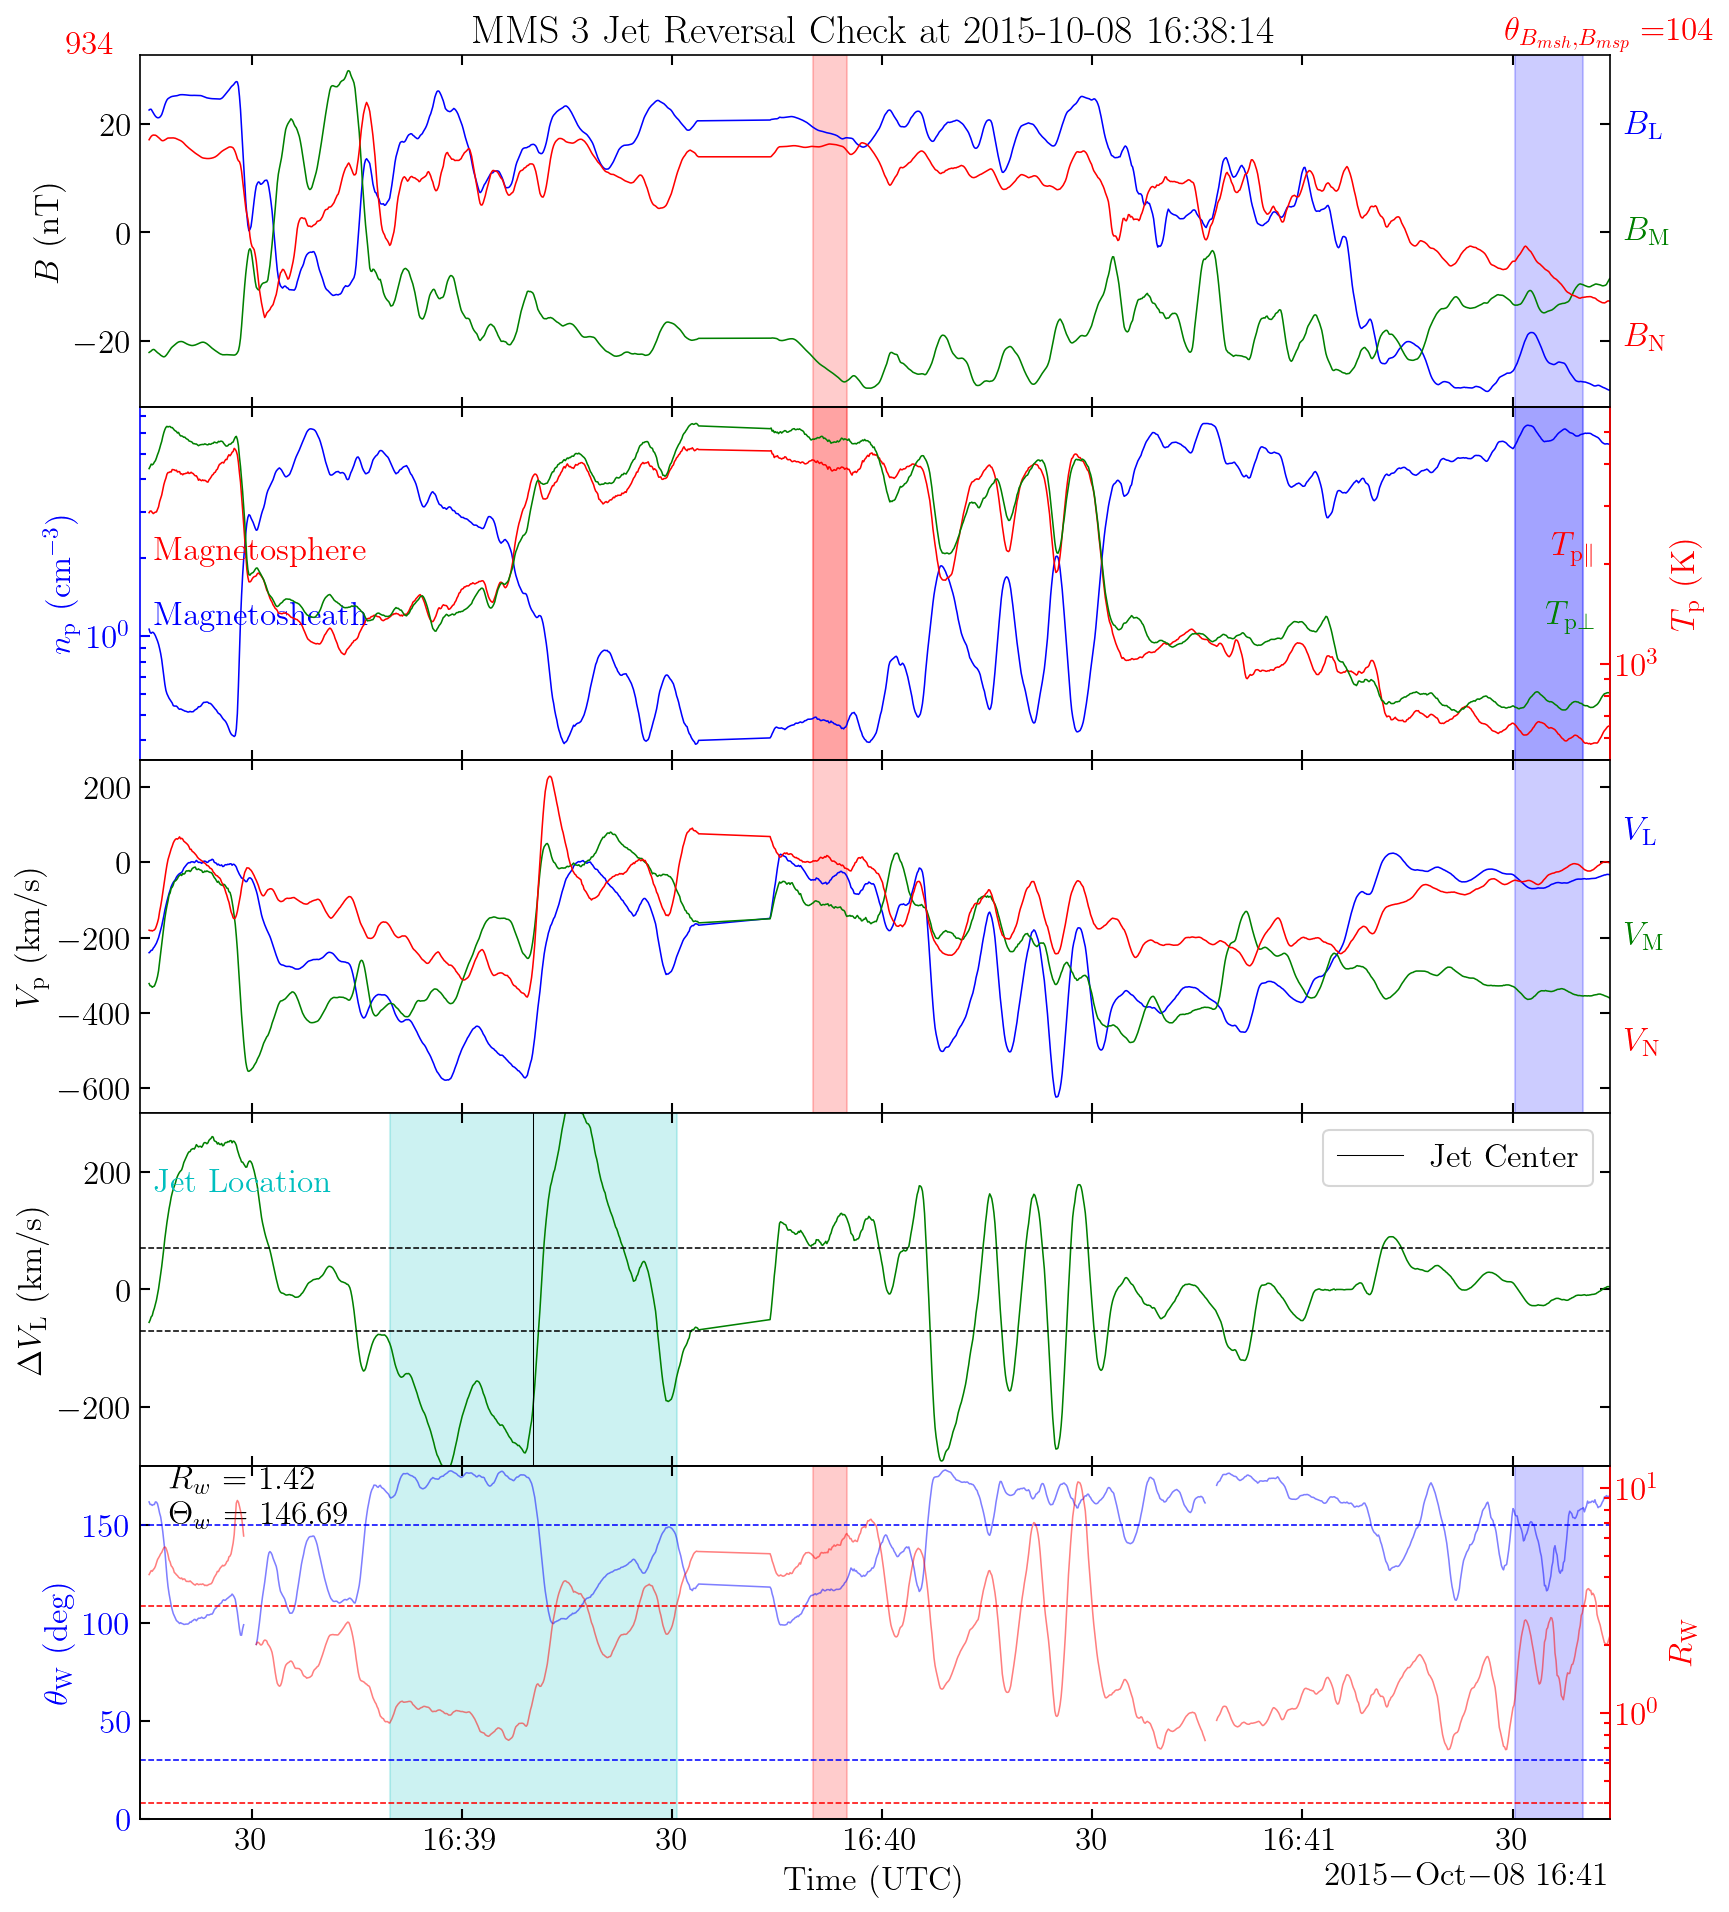 934
MMS 3 Jet Reversal Check at 2015-10-08 16:38:14
θ_{B_{msh},B_{msp}} =104
B (nT)
20
0
−20
B_L
B_M
B_N
n_p (cm^{−3})
10^0
Magnetosphere
Magnetosheath
T_{p∥}
T_{p⊥}
10^3
T_p (K)
V_p (km/s)
200
0
−200
−400
−600
V_L
V_M
V_N
ΔV_L (km/s)
200
0
−200
Jet Location
Jet Center
θ_W (deg)
150
100
50
0
R_w = 1.42
Θ_w = 146.69
10^1
10^0
R_W
30 16:39 30 16:40 30 16:41 30
Time (UTC)
2015−Oct−08 16:41